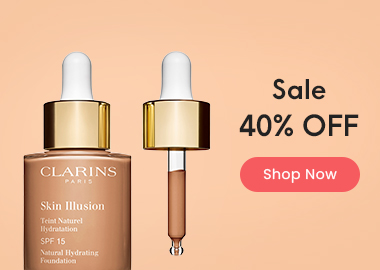 CLARINS
PARIS
Skin Illusion
Teint Naturel
Hydratation
SPF 15
Natural Hydrating
Foundation
Sale
40% OFF
Shop Now